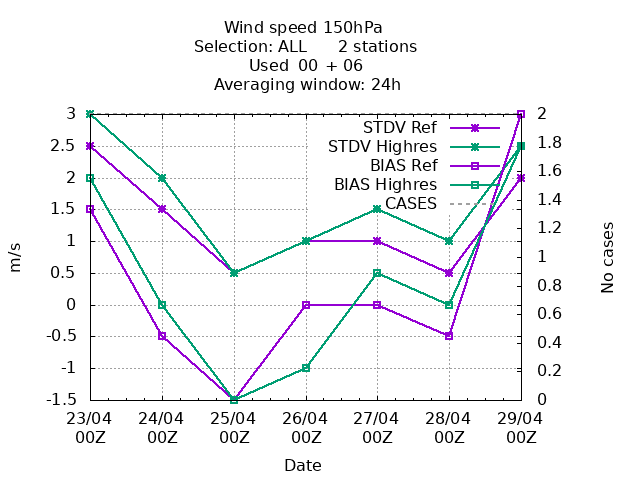 Wind speed 150hPa
Selection: ALL 2 stations
Used 00 + 06
Averaging window: 24h
STDV Ref
STDV Highres
BIAS Ref
BIAS Highres
CASES
3
2.5
2
1.5
1
0.5
0
-0.5
-1
-1.5
m/s
2
1.8
1.6
1.4
1.2
1
0.8
0.6
0.4
0.2
0
No cases
23/04 24/04 25/04 26/04 27/04 28/04 29/04
00Z 00Z 00Z 00Z 00Z 00Z 00Z
Date